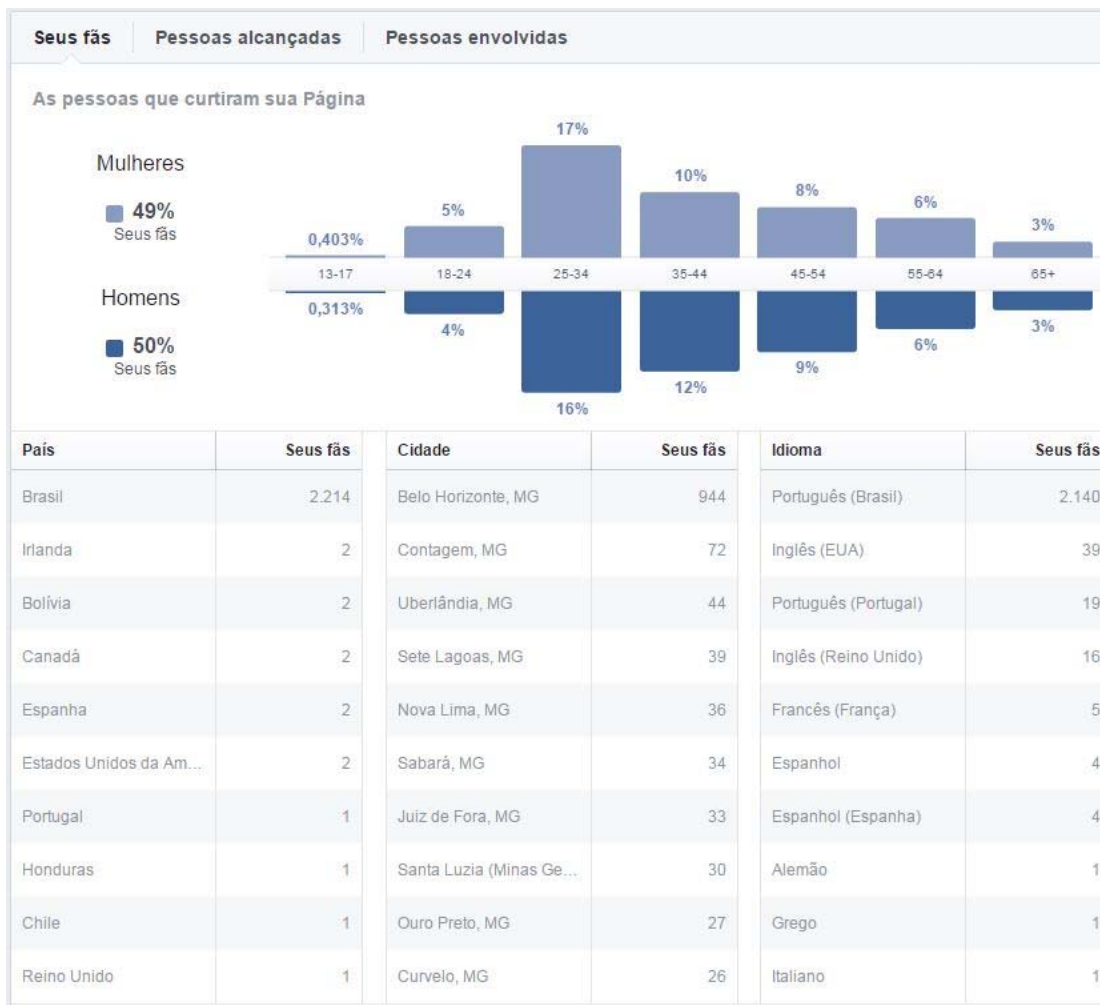 Seus fãs Pessoas alcançadas Pessoas envolvidas
As pessoas que curtiram sua Página
Mulheres
49%
Seus fãs
0,403% 5% 17% 10% 8% 6% 3%
13-17 18-24 25-34 35-44 45-54 55-64 65+
Homens
50%
Seus fãs
0,313% 4% 16% 12% 9% 6% 3%
País Seus fãs Cidade Seus fãs Idioma Seus fãs
Brasil 2.214 Belo Horizonte, MG 944 Português (Brasil) 2.140
Irlanda 2 Contagem, MG 72 Inglês (EUA) 39
Bolívia 2 Uberlândia, MG 44 Português (Portugal) 19
Canadá 2 Sete Lagoas, MG 39 Inglês (Reino Unido) 16
Espanha 2 Nova Lima, MG 36 Francês (França) 5
Estados Unidos da Am... 2 Sabará, MG 34 Espanhol 4
Portugal 1 Juiz de Fora, MG 33 Espanhol (Espanha) 4
Honduras 1 Santa Luzia (Minas Ge... 30 Alemão 1
Chile 1 Ouro Preto, MG 27 Grego 1
Reino Unido 1 Curvelo, MG 26 Italiano 1